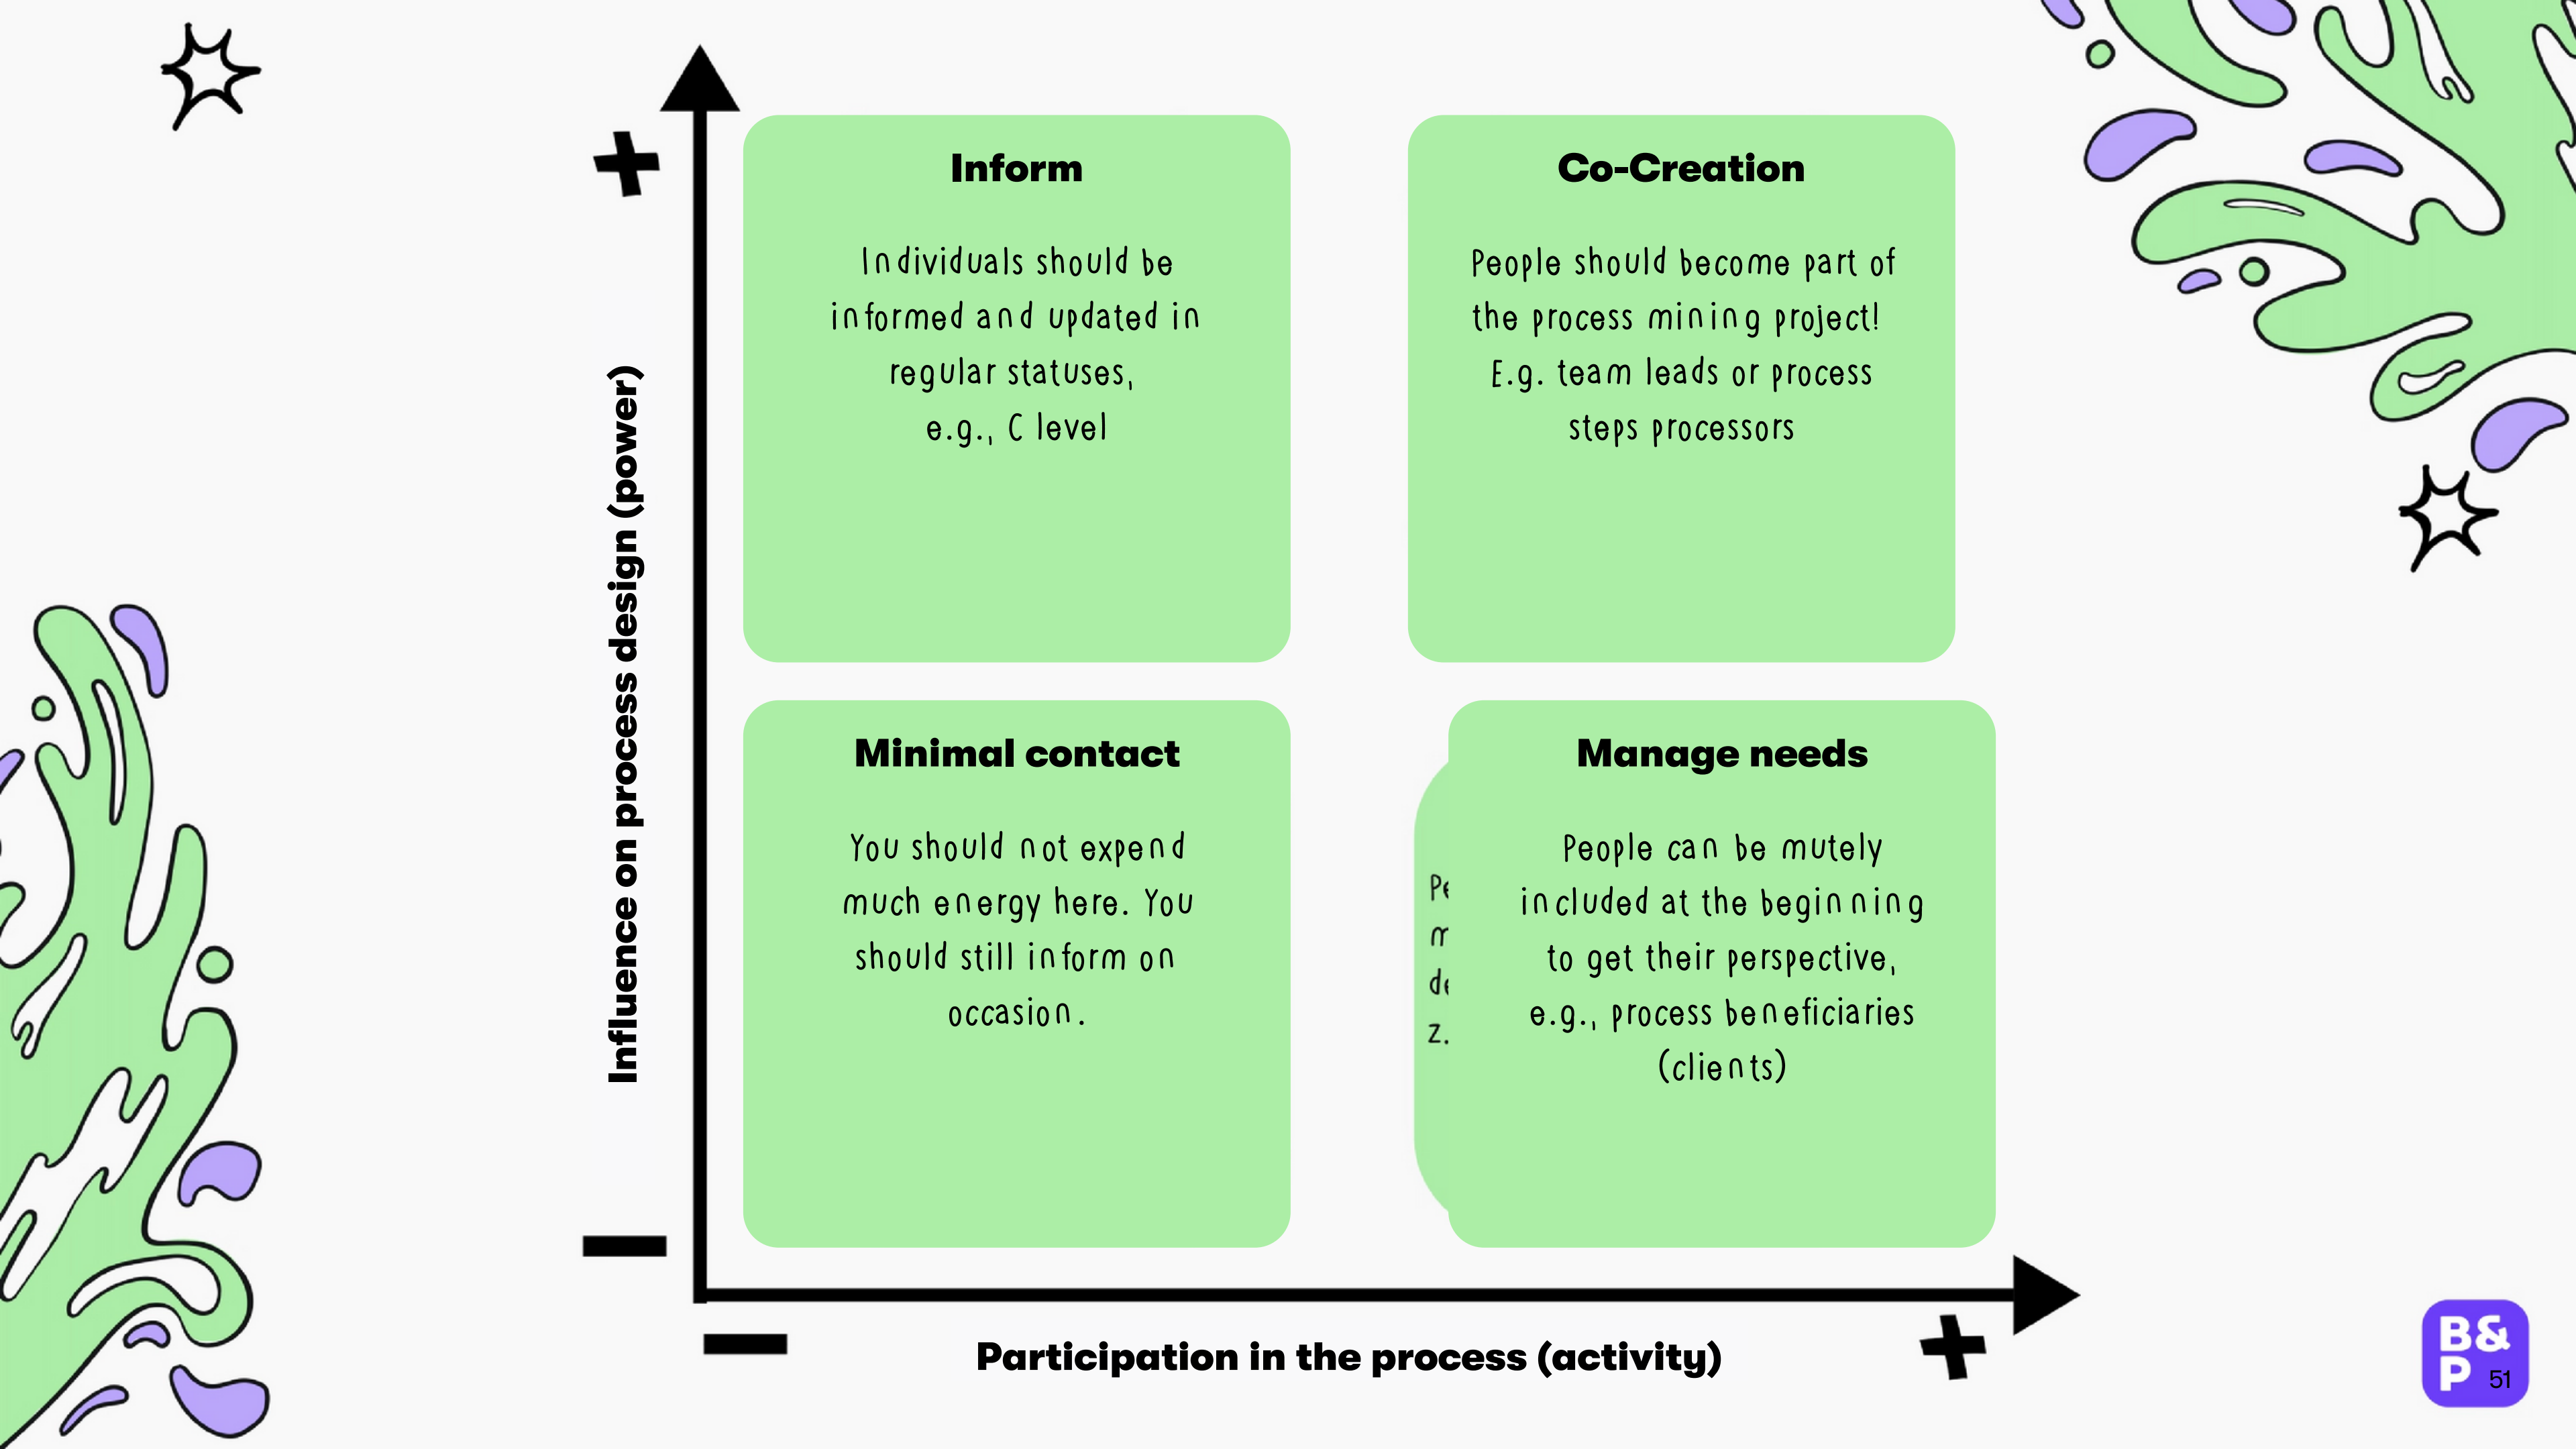 Inform
Individuals should be
informed and updated in
regular statuses,
e.g., C level
Co-Creation
People should become part of
the process mining project!
E.g. team leads or process
steps processors
Influence on process design (power)
Minimal contact
You should not expend
much energy here. You
should still inform on
occasion.
Manage needs
People can be mutely
included at the beginning
to get their perspective,
e.g., process beneficiaries
(clients)
Participation in the process (activity)
B&
P
51